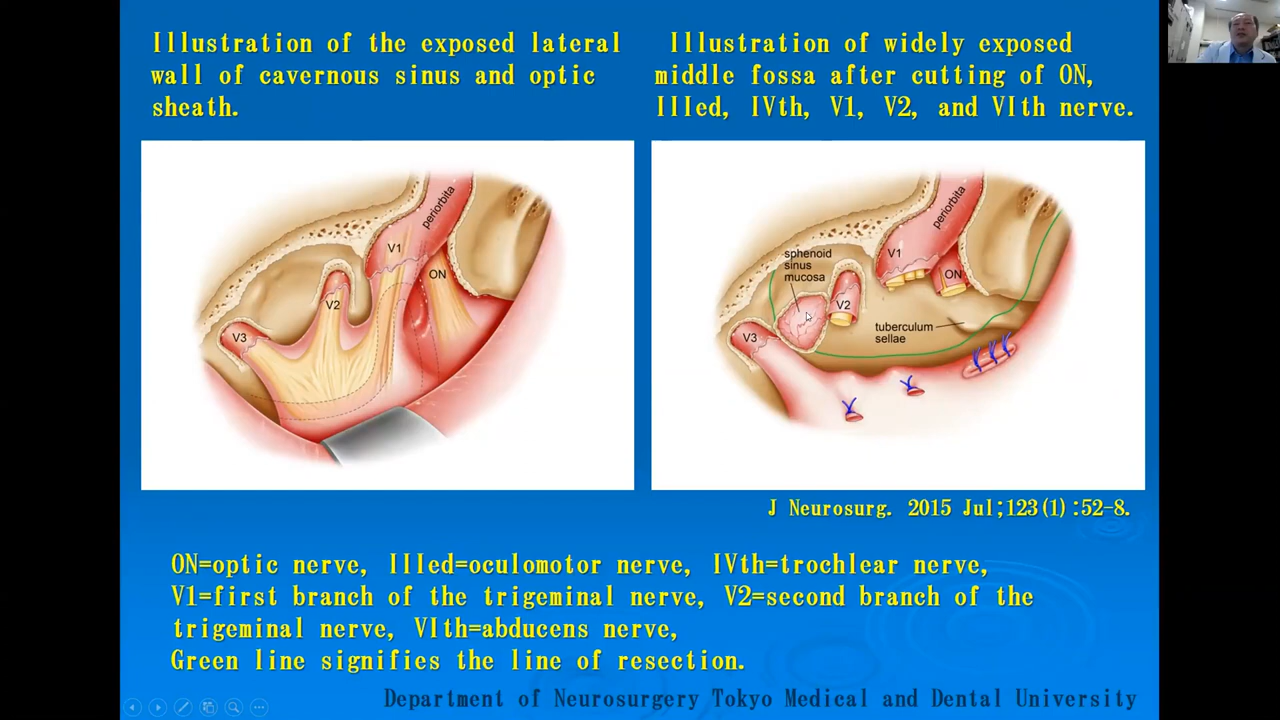 Illustration of the exposed lateral
wall of cavernous sinus and optic
sheath.
Illustration of widely exposed
middle fossa after cutting of ON,
IIIed, IVth, V1, V2, and VIth nerve.
periorbita
V1
ON
V2
V3
periorbita
V1
sphenoid
sinus
mucosa
ON
V2
tuberculum
sellae
V3
J Neurosurg. 2015 Jul;123(1):52-8.
ON=optic nerve, IIIed=oculomotor nerve, IVth=trochlear nerve,
V1=first branch of the trigeminal nerve, V2=second branch of the
trigeminal nerve, VIth=abducens nerve,
Green line signifies the line of resection.
Department of Neurosurgery Tokyo Medical and Dental University